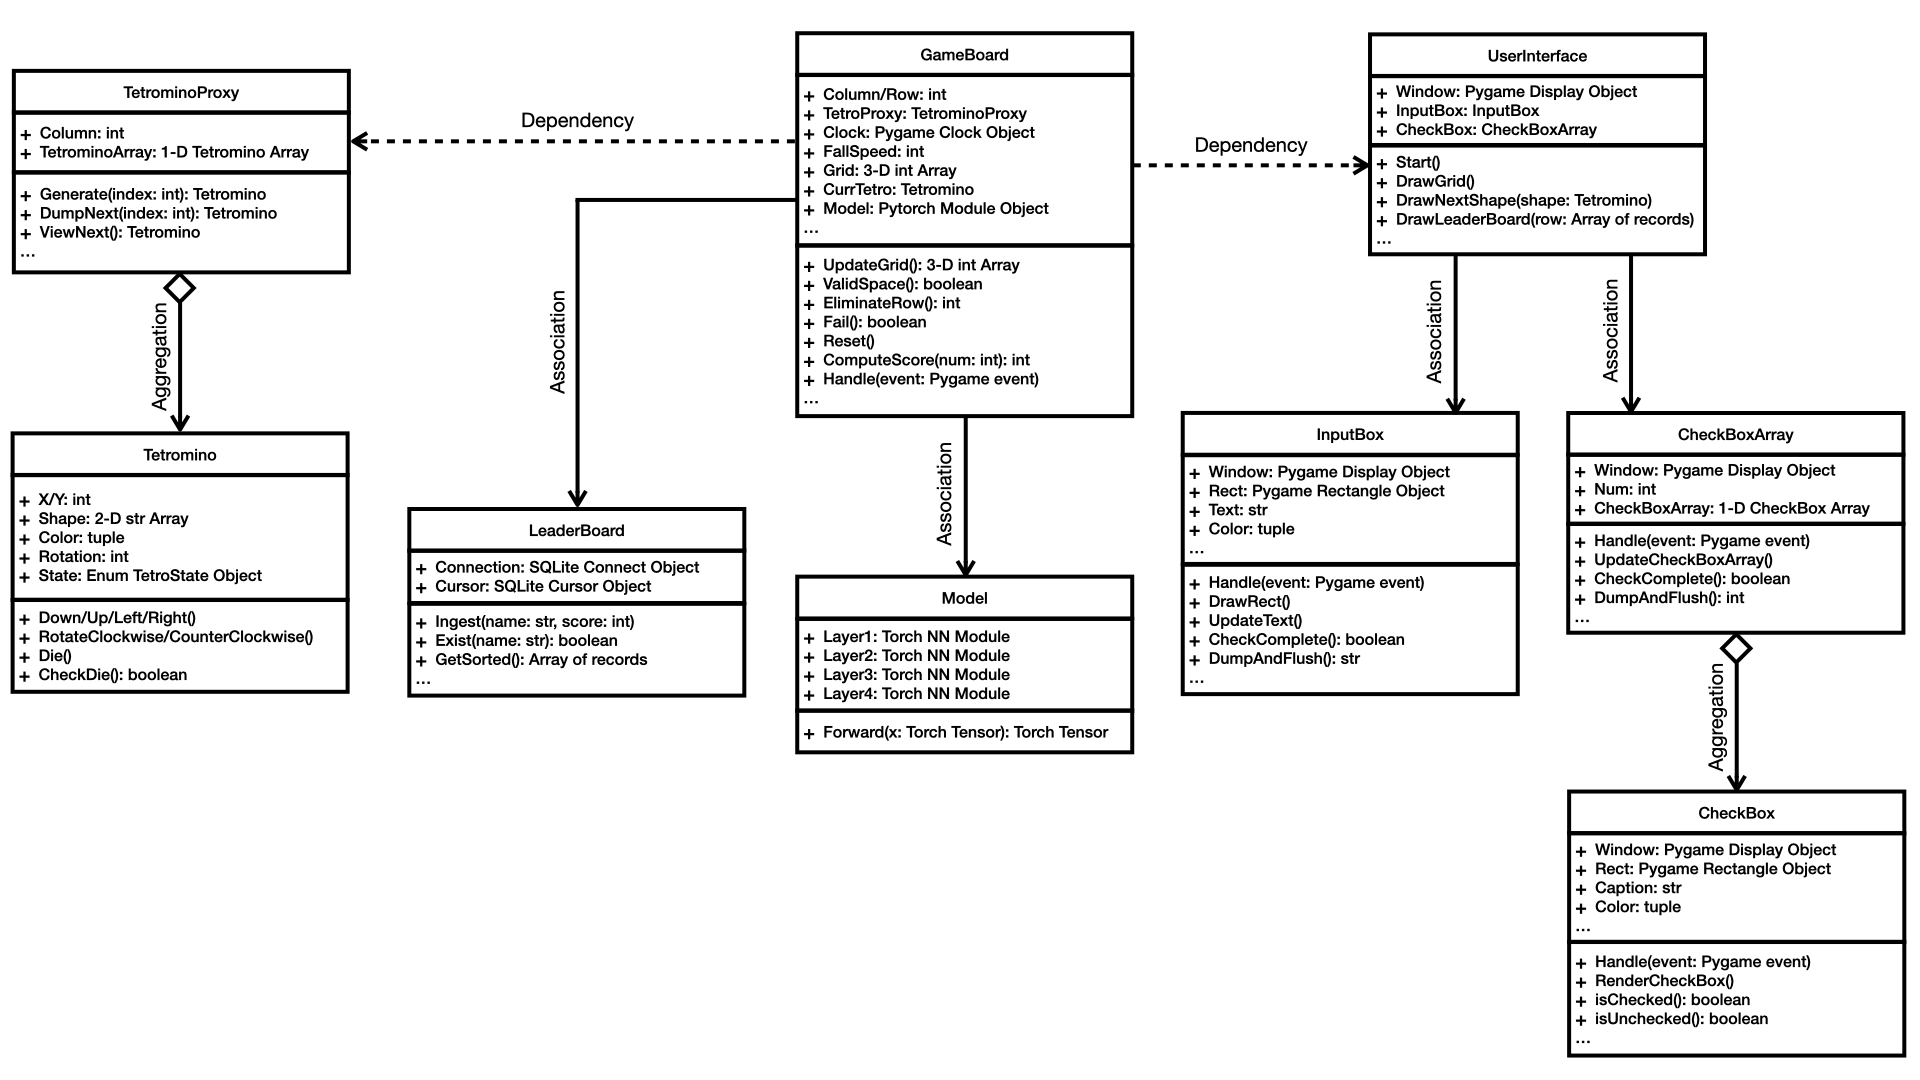 TetrominoProxy
+ Column: int
+ TetrominoArray: 1-D Tetromino Array
+ Generate(index: int): Tetromino
+ DumpNext(index: int): Tetromino
+ ViewNext(): Tetromino
...
Aggregation
Tetromino
+ X/Y: int
+ Shape: 2-D str Array
+ Color: tuple
+ Rotation: int
+ State: Enum TetroState Object
+ Down/Up/Left/Right()
+ RotateClockwise/CounterClockwise()
+ Die()
+ CheckDie(): boolean
Dependency
GameBoard
+ Column/Row: int
+ TetroProxy: TetrominoProxy
+ Clock: Pygame Clock Object
+ FallSpeed: int
+ Grid: 3-D int Array
+ CurrTetro: Tetromino
+ Model: Pytorch Module Object
...
+ UpdateGrid(): 3-D int Array
+ ValidSpace(): boolean
+ EliminateRow(): int
+ Fail(): boolean
+ Reset()
+ ComputeScore(num: int): int
+ Handle(event: Pygame event)
...
Association
LeaderBoard
+ Connection: SQLite Connect Object
+ Cursor: SQLite Cursor Object
+ Ingest(name: str, score: int)
+ Exist(name: str): boolean
+ GetSorted(): Array of records
...
Association
Model
+ Layer1: Torch NN Module
+ Layer2: Torch NN Module
+ Layer3: Torch NN Module
+ Layer4: Torch NN Module
+ Forward(x: Torch Tensor): Torch Tensor
Dependency
UserInterface
+ Window: Pygame Display Object
+ InputBox: InputBox
+ CheckBox: CheckBoxArray
+ Start()
+ DrawGrid()
+ DrawNextShape(shape: Tetromino)
+ DrawLeaderBoard(row: Array of records)
...
Association
InputBox
+ Window: Pygame Display Object
+ Rect: Pygame Rectangle Object
+ Text: str
+ Color: tuple
...
+ Handle(event: Pygame event)
+ DrawRect()
+ UpdateText()
+ CheckComplete(): boolean
+ DumpAndFlush(): str
...
Association
CheckBoxArray
+ Window: Pygame Display Object
+ Num: int
+ CheckBoxArray: 1-D CheckBox Array
+ Handle(event: Pygame event)
+ UpdateCheckBoxArray()
+ CheckComplete(): boolean
+ DumpAndFlush(): int
...
Aggregation
CheckBox
+ Window: Pygame Display Object
+ Rect: Pygame Rectangle Object
+ Caption: str
+ Color: tuple
...
+ Handle(event: Pygame event)
+ RenderCheckBox()
+ isChecked(): boolean
+ isUnchecked(): boolean
...